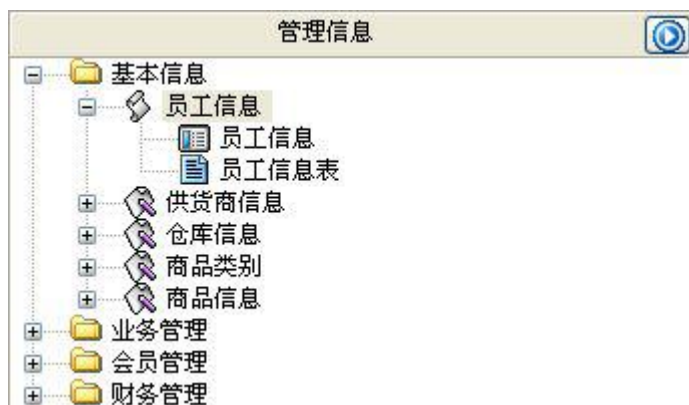 管理信息
基本信息
员工信息
员工信息
员工信息表
供货商信息
仓库信息
商品类别
商品信息
业务管理
会员管理
财务管理